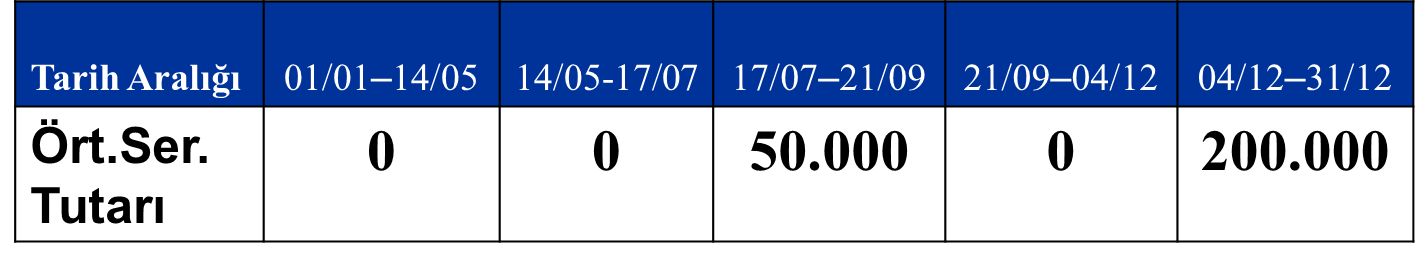 Tarih Aralığı 01/01–14/05 14/05-17/07 17/07–21/09 21/09–04/12 04/12–31/12
Ört.Ser. 0 0 50.000 0 200.000
Tutarı